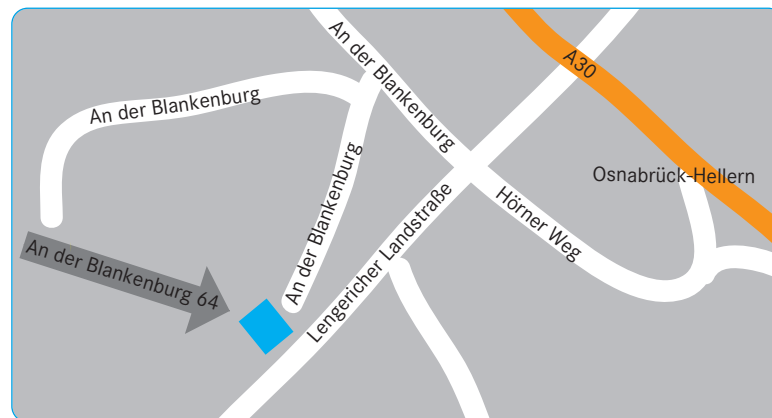 An der Blankenburg
A30
An der Blankenburg
An der Blankenburg
Osnabrück-Hellern
Lengericher Landstraße
Hörner Weg
An der Blankenburg 64